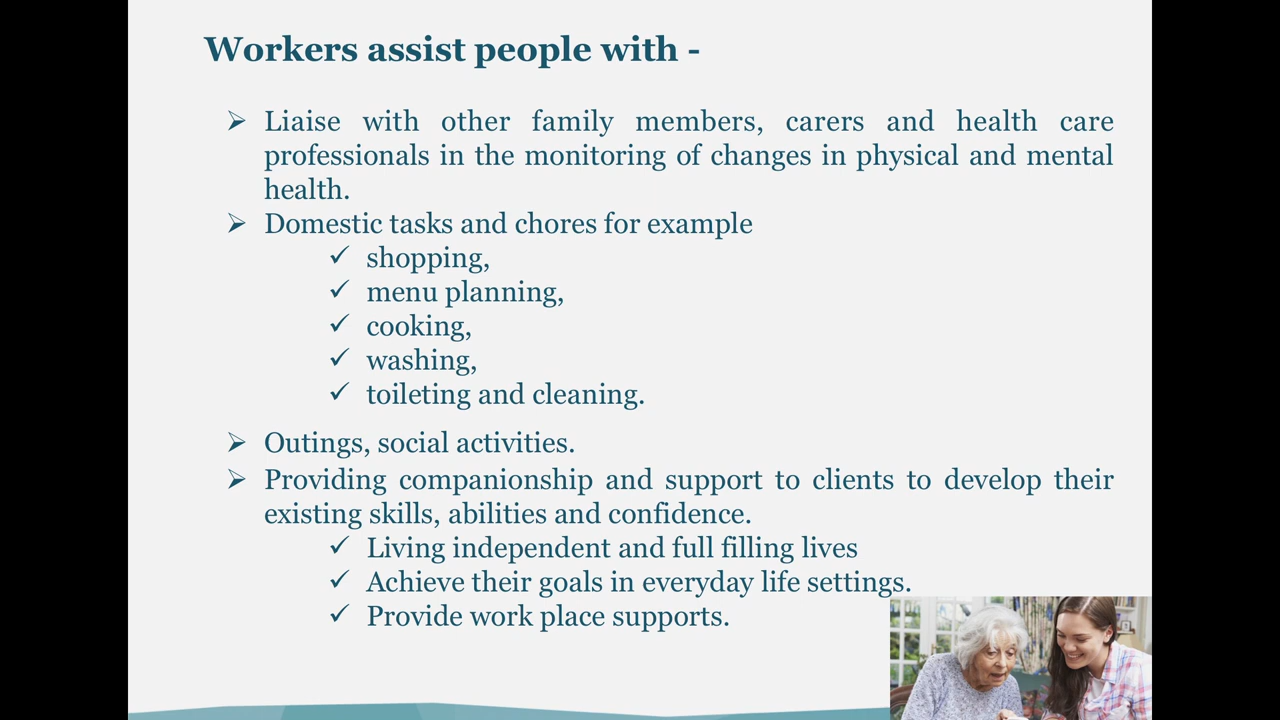 Workers assist people with -
➢ Liaise with other family members, carers and health care
professionals in the monitoring of changes in physical and mental
health.
➢ Domestic tasks and chores for example
✓ shopping,
✓ menu planning,
✓ cooking,
✓ washing,
✓ toileting and cleaning.
➢ Outings, social activities.
➢ Providing companionship and support to clients to develop their
existing skills, abilities and confidence.
✓ Living independent and full filling lives
✓ Achieve their goals in everyday life settings.
✓ Provide work place supports.